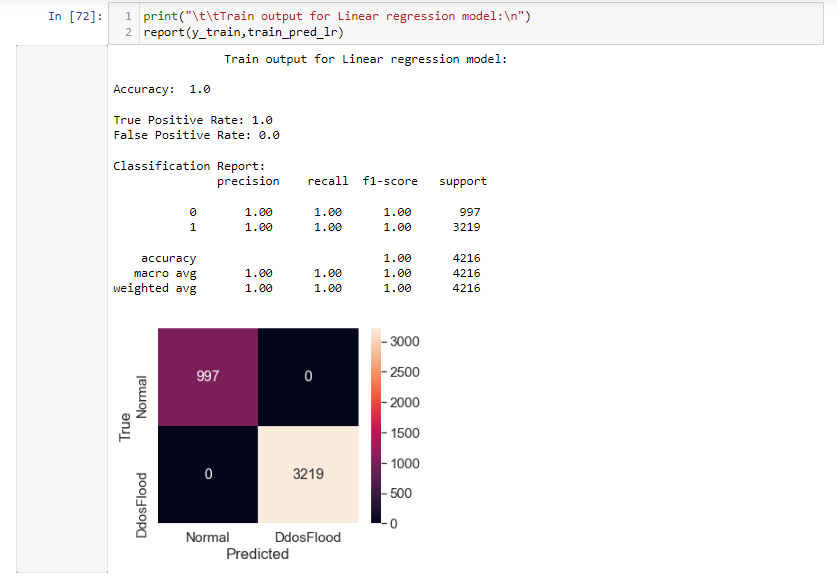 In [72]:
1 print("\t\tTrain output for Linear regression model:\n")
2 report(y_train,train_pred_lr)
Train output for Linear regression model:
Accuracy: 1.0
True Positive Rate: 1.0
False Positive Rate: 0.0
Classification Report:
precision recall f1-score support
0 1.00 1.00 1.00 997
1 1.00 1.00 1.00 3219
accuracy 1.00 4216
macro avg 1.00 1.00 1.00 4216
weighted avg 1.00 1.00 1.00 4216
True
Normal
DdosFlood
997 0
0 3219
Normal DdosFlood
Predicted
3000
2500
2000
1500
1000
500
0